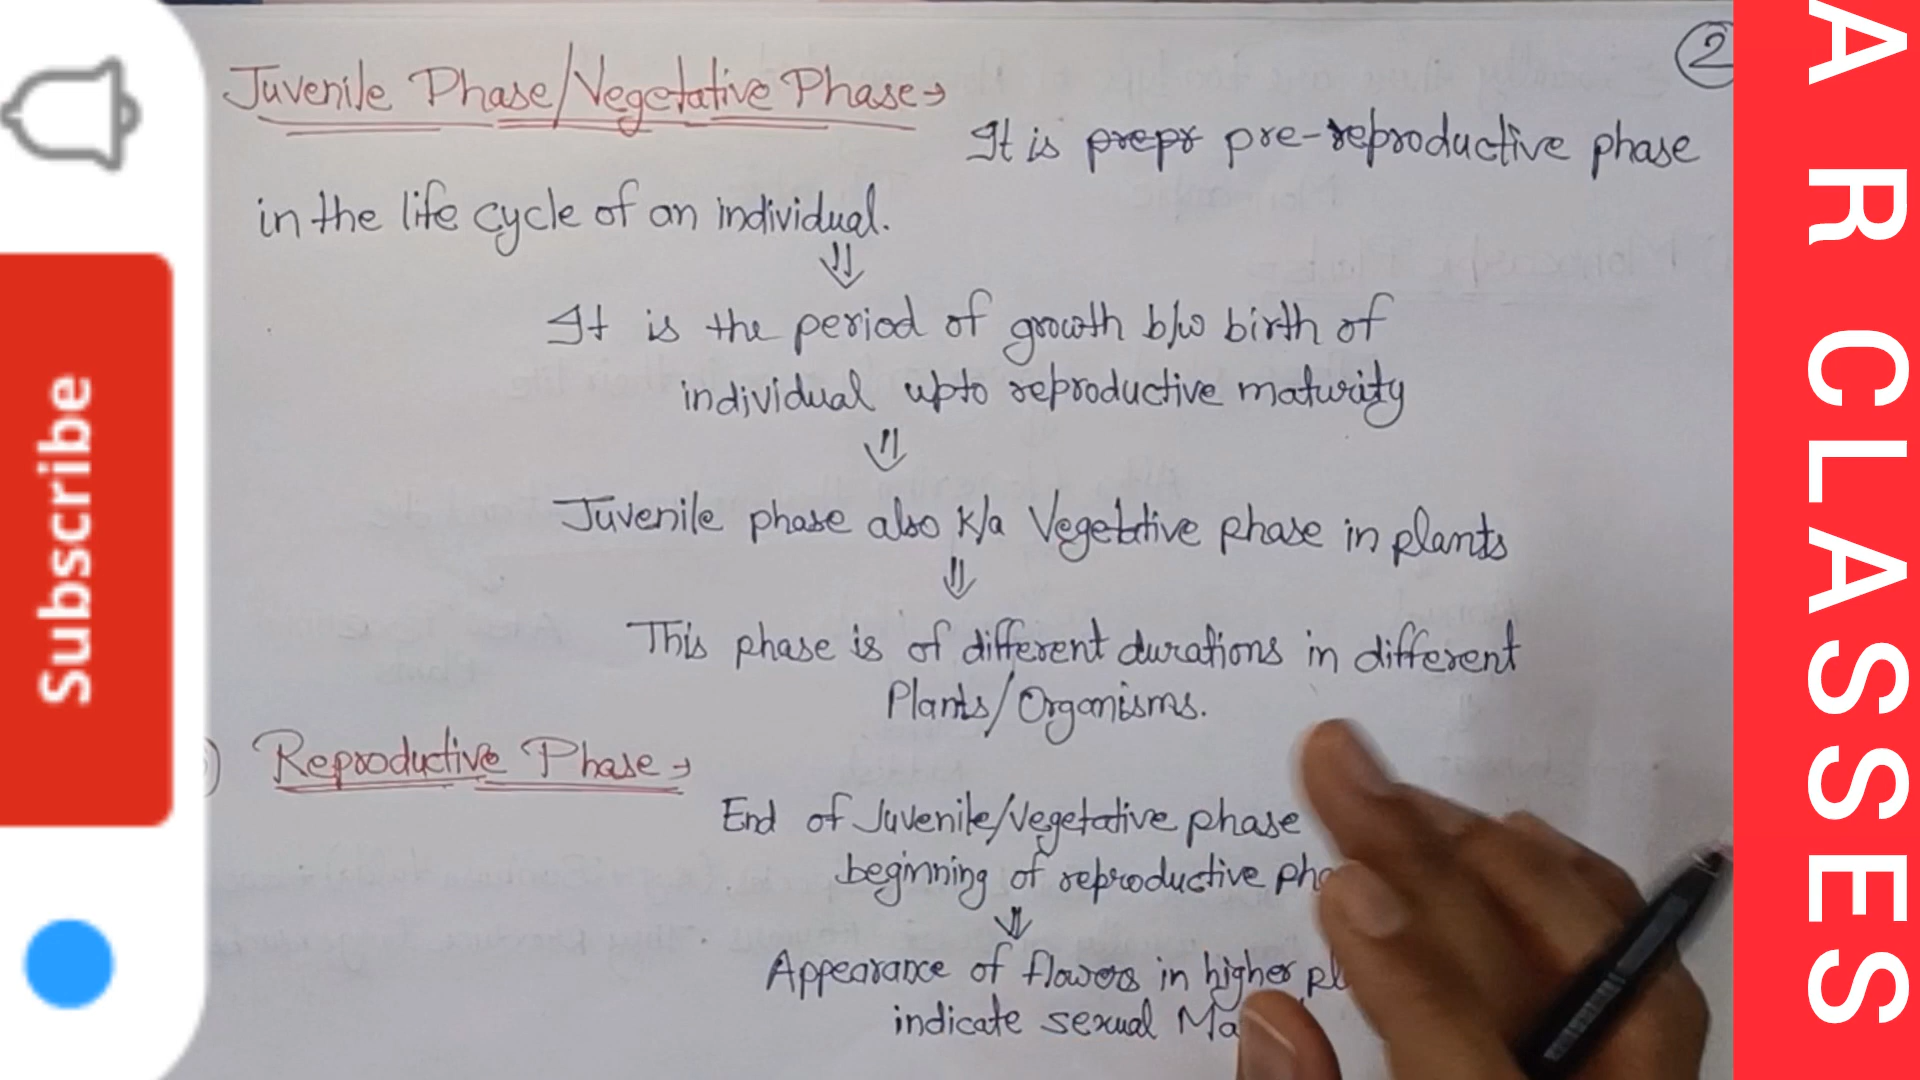 2
Juvenile Phase/Vegetative Phase→
It is prepr pre-reproductive phase
in the life cycle of an individual.
⇓
It is the period of growth b/w birth of
individual upto reproductive maturity
⇓
Juvenile phase also k/a Vegetative phase in plants
⇓
This phase is of different durations in different
Plants/Organisms.
Reproductive Phase→
End of Juvenile/Vegetative phase
beginning of reproductive
⇓
Appearance of flowers in higher
indicate sexual
Subscribe
A R CLASSES